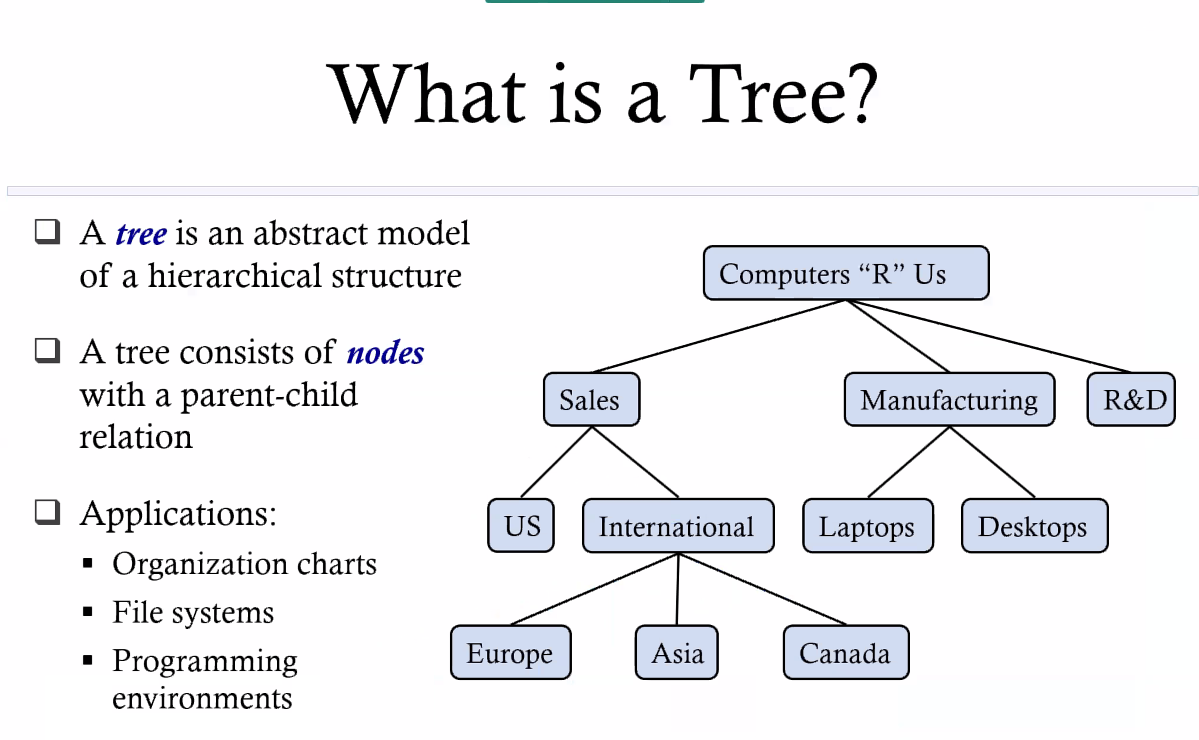 What is a Tree?
A tree is an abstract model
of a hierarchical structure
A tree consists of nodes
with a parent-child
relation
Applications:
Organization charts
File systems
Programming
environments
Computers “R” Us
Sales
Manufacturing
R&D
US
International
Laptops
Desktops
Europe
Asia
Canada